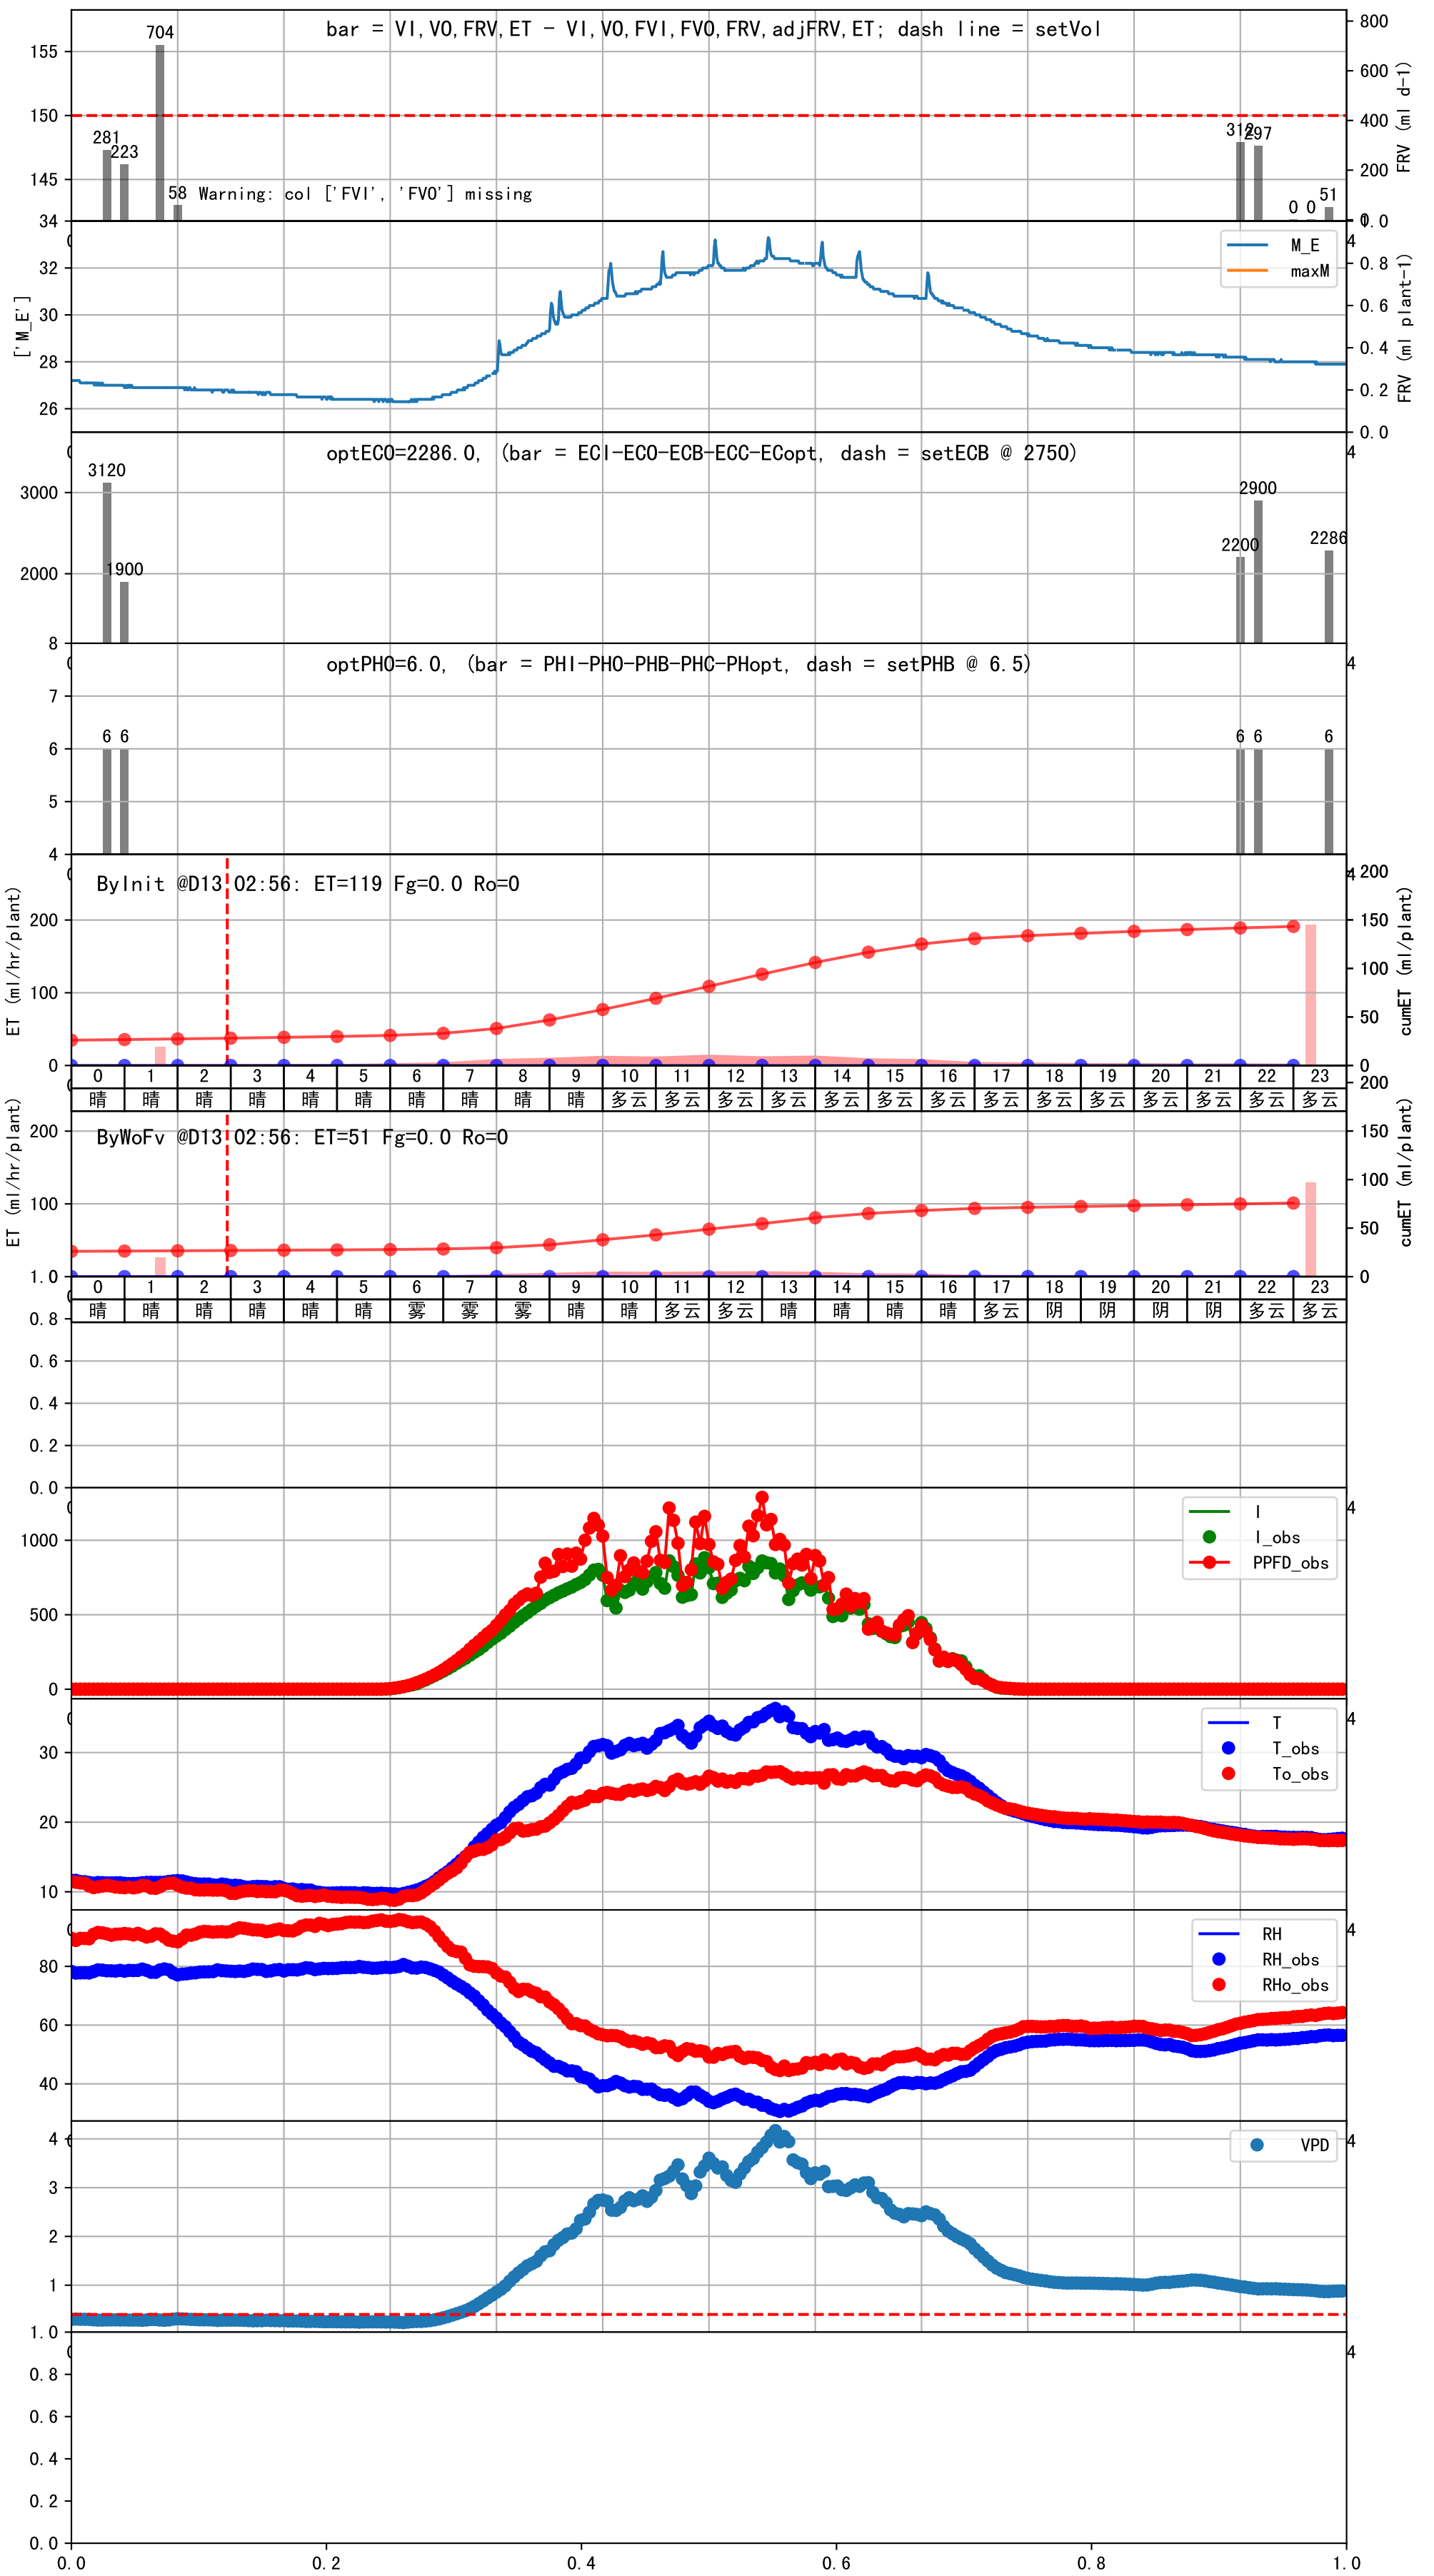 bar = VI,VO,FRV,ET - VI,VO,FVI,FVO,FRV,adjFRV,ET; dash line = setVol
704
281
223
58
Warning: col ['FVI', 'FVO'] missing
297
0 0 51
155
150
145
800
600
400
200
FRV (ml d-1)
34
32
30
28
26
['M_E']
M_E
maxM
1.0
0.8
0.6
0.4
0.2
0.0
FRV (ml plant-1)
optECO=2286.0, (bar = ECI-ECO-ECB-ECC-ECopt, dash = setECB @ 2750)
3120
1900
2200
2900
2286
3000
2000
optPHO=6.0, (bar = PHI-PHO-PHB-PHC-PHopt, dash = setPHB @ 6.5)
6 6 6 6 6
8
7
6
5
4
ByInit @D13 02:56: ET=119 Fg=0.0 Ro=0
200
100
0
ET (ml/hr/plant)
200
150
100
50
0
cumET (ml/plant)
0 1 2 3 4 5 6 7 8 9 10 11 12 13 14 15 16 17 18 19 20 21 22 23
晴 晴 晴 晴 晴 晴 晴 晴 晴 晴 多云 多云 多云 多云 多云 多云 多云 多云 多云 多云 多云 多云 多云 多云
ByWoFv @D13 02:56: ET=51 Fg=0.0 Ro=0
200
100
ET (ml/hr/plant)
200
150
100
50
0
cumET (ml/plant)
0 1 2 3 4 5 6 7 8 9 10 11 12 13 14 15 16 17 18 19 20 21 22 23
晴 晴 晴 晴 晴 晴 雾 雾 雾 晴 晴 多云 多云 晴 晴 晴 晴 多云 阴 阴 阴 阴 多云 多云
1.0
0.8
0.6
0.4
0.2
0.0
1000
500
0
I
I_obs
PPFD_obs
30
20
10
T
T_obs
To_obs
80
60
40
RH
RH_obs
RHo_obs
4
3
2
1
VPD
1.0
0.8
0.6
0.4
0.2
0.0
0.0 0.2 0.4 0.6 0.8 1.0